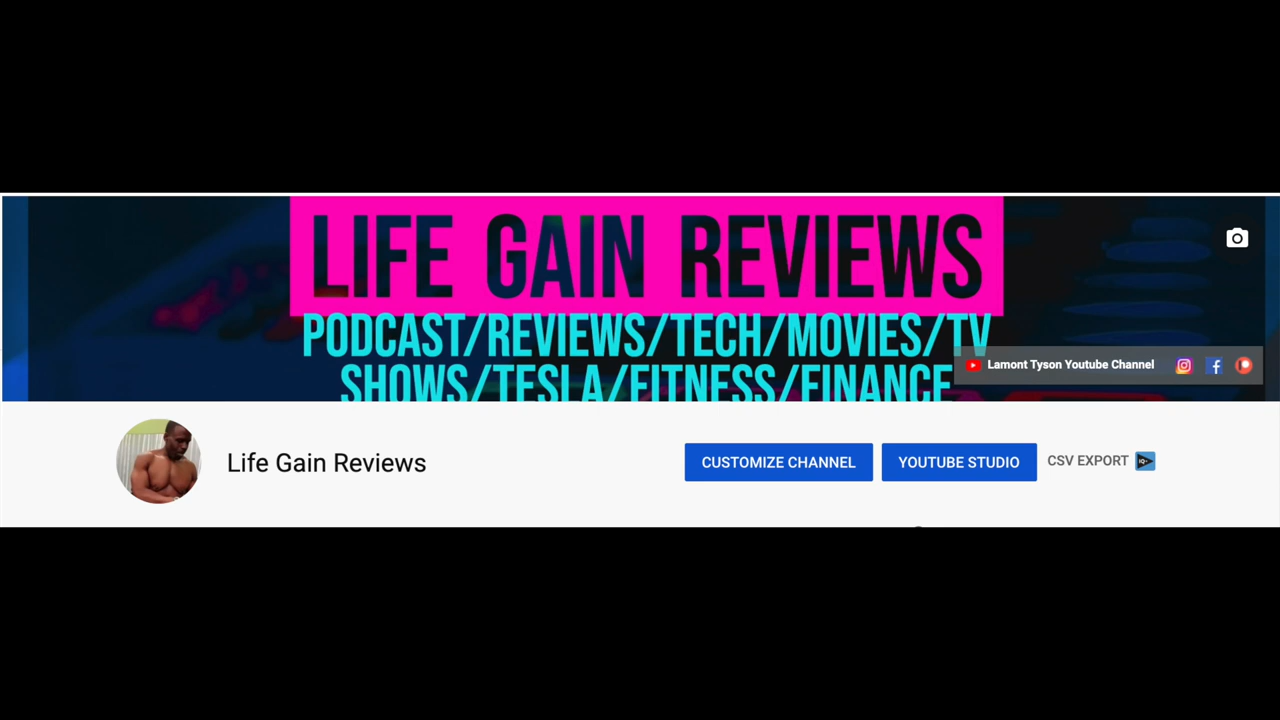 LIFE GAIN REVIEWS
PODCAST/REVIEWS/TECH/MOVIES/TV
SHOWS/TESLA/FITNESS/FINANCE
Lamont Tyson Youtube Channel
Life Gain Reviews
CUSTOMIZE CHANNEL
YOUTUBE STUDIO
CSV EXPORT